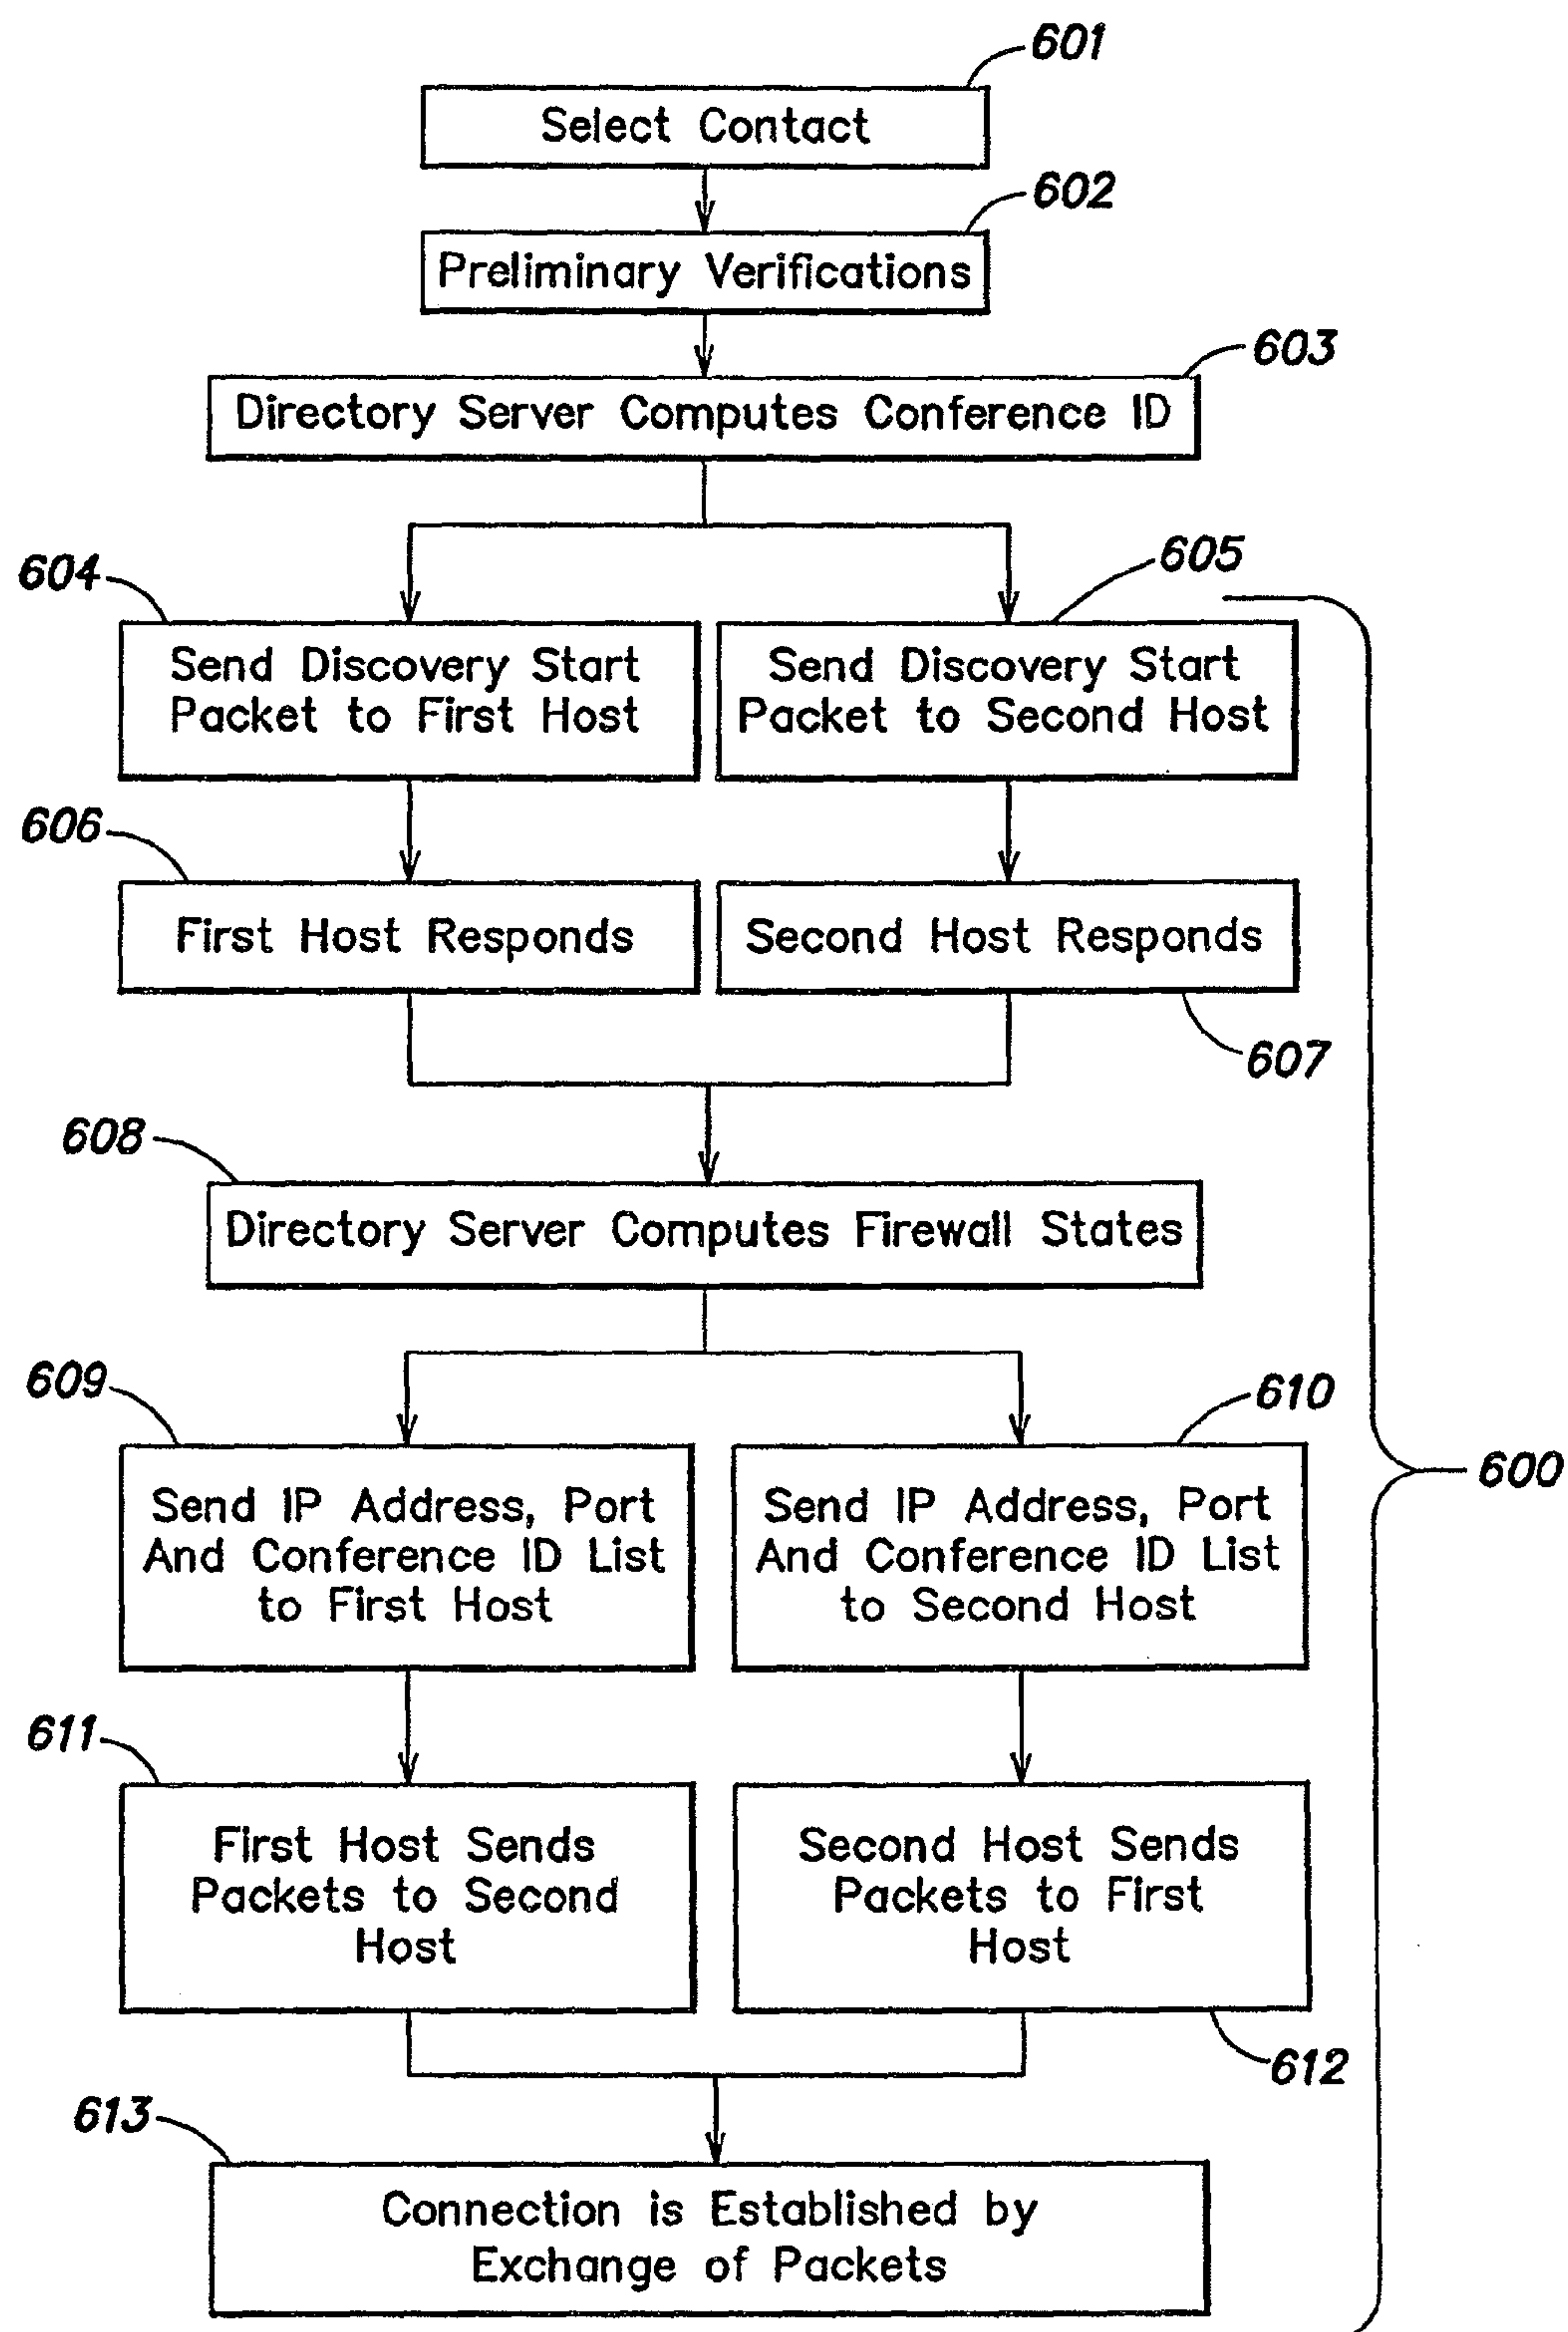 601
Select Contact
602
Preliminary Verifications
603
Directory Server Computes Conference ID
604
605
Send Discovery Start
Packet to First Host
Send Discovery Start
Packet to Second Host
606
First Host Responds
Second Host Responds
607
608
Directory Server Computes Firewall States
609
610
600
Send IP Address, Port
And Conference ID List
to First Host
Send IP Address, Port
And Conference ID List
to Second Host
611
First Host Sends
Packets to Second
Host
Second Host Sends
Packets to First
Host
612
613
Connection is Established by
Exchange of Packets